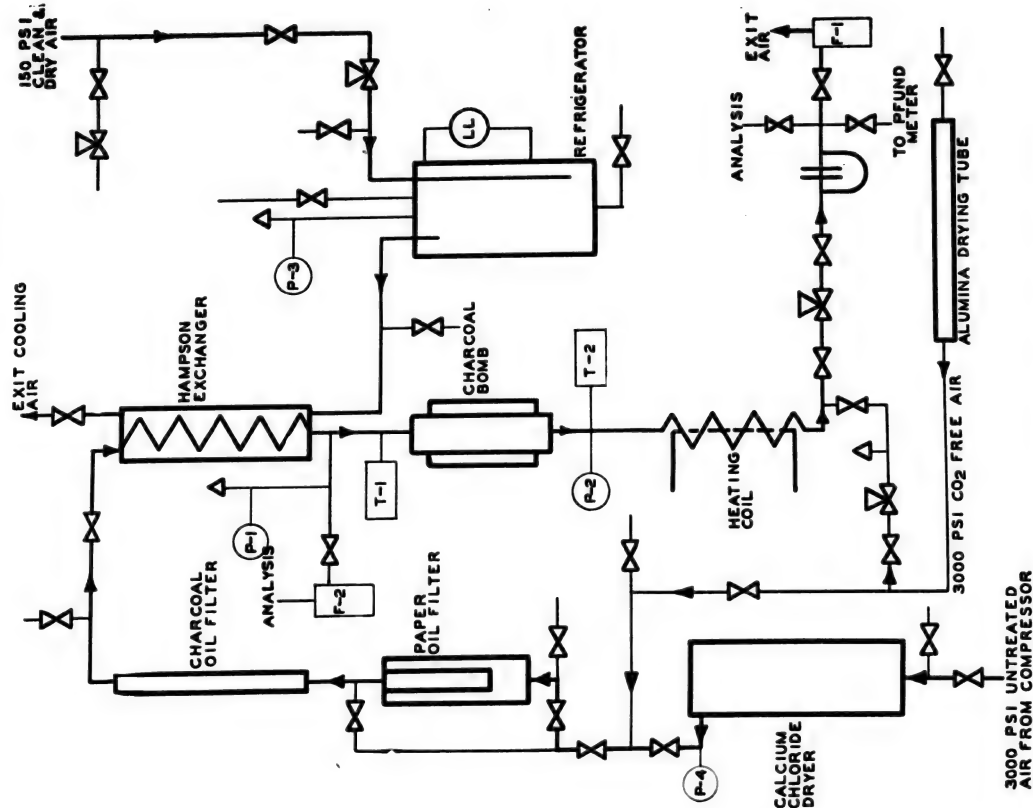 150 PSI
CLEAN &
DRY AIR
LL
REFRIGERATOR
P-3
EXIT
AIR
F-1
ANALYSIS
TO PFUND
METER
ALUMINA DRYING TUBE
EXIT COOLING
AIR
HAMPSON
EXCHANGER
CHARCOAL
BOMB
T-1
T-2
P-1
P-2
ANALYSIS
F-2
HEATING
COIL
3000 PSI CO2 FREE AIR
CHARCOAL
OIL FILTER
PAPER
OIL FILTER
P-4
CALCIUM
CHLORIDE
DRYER
3000 PSI UNTREATED
AIR FROM COMPRESSOR